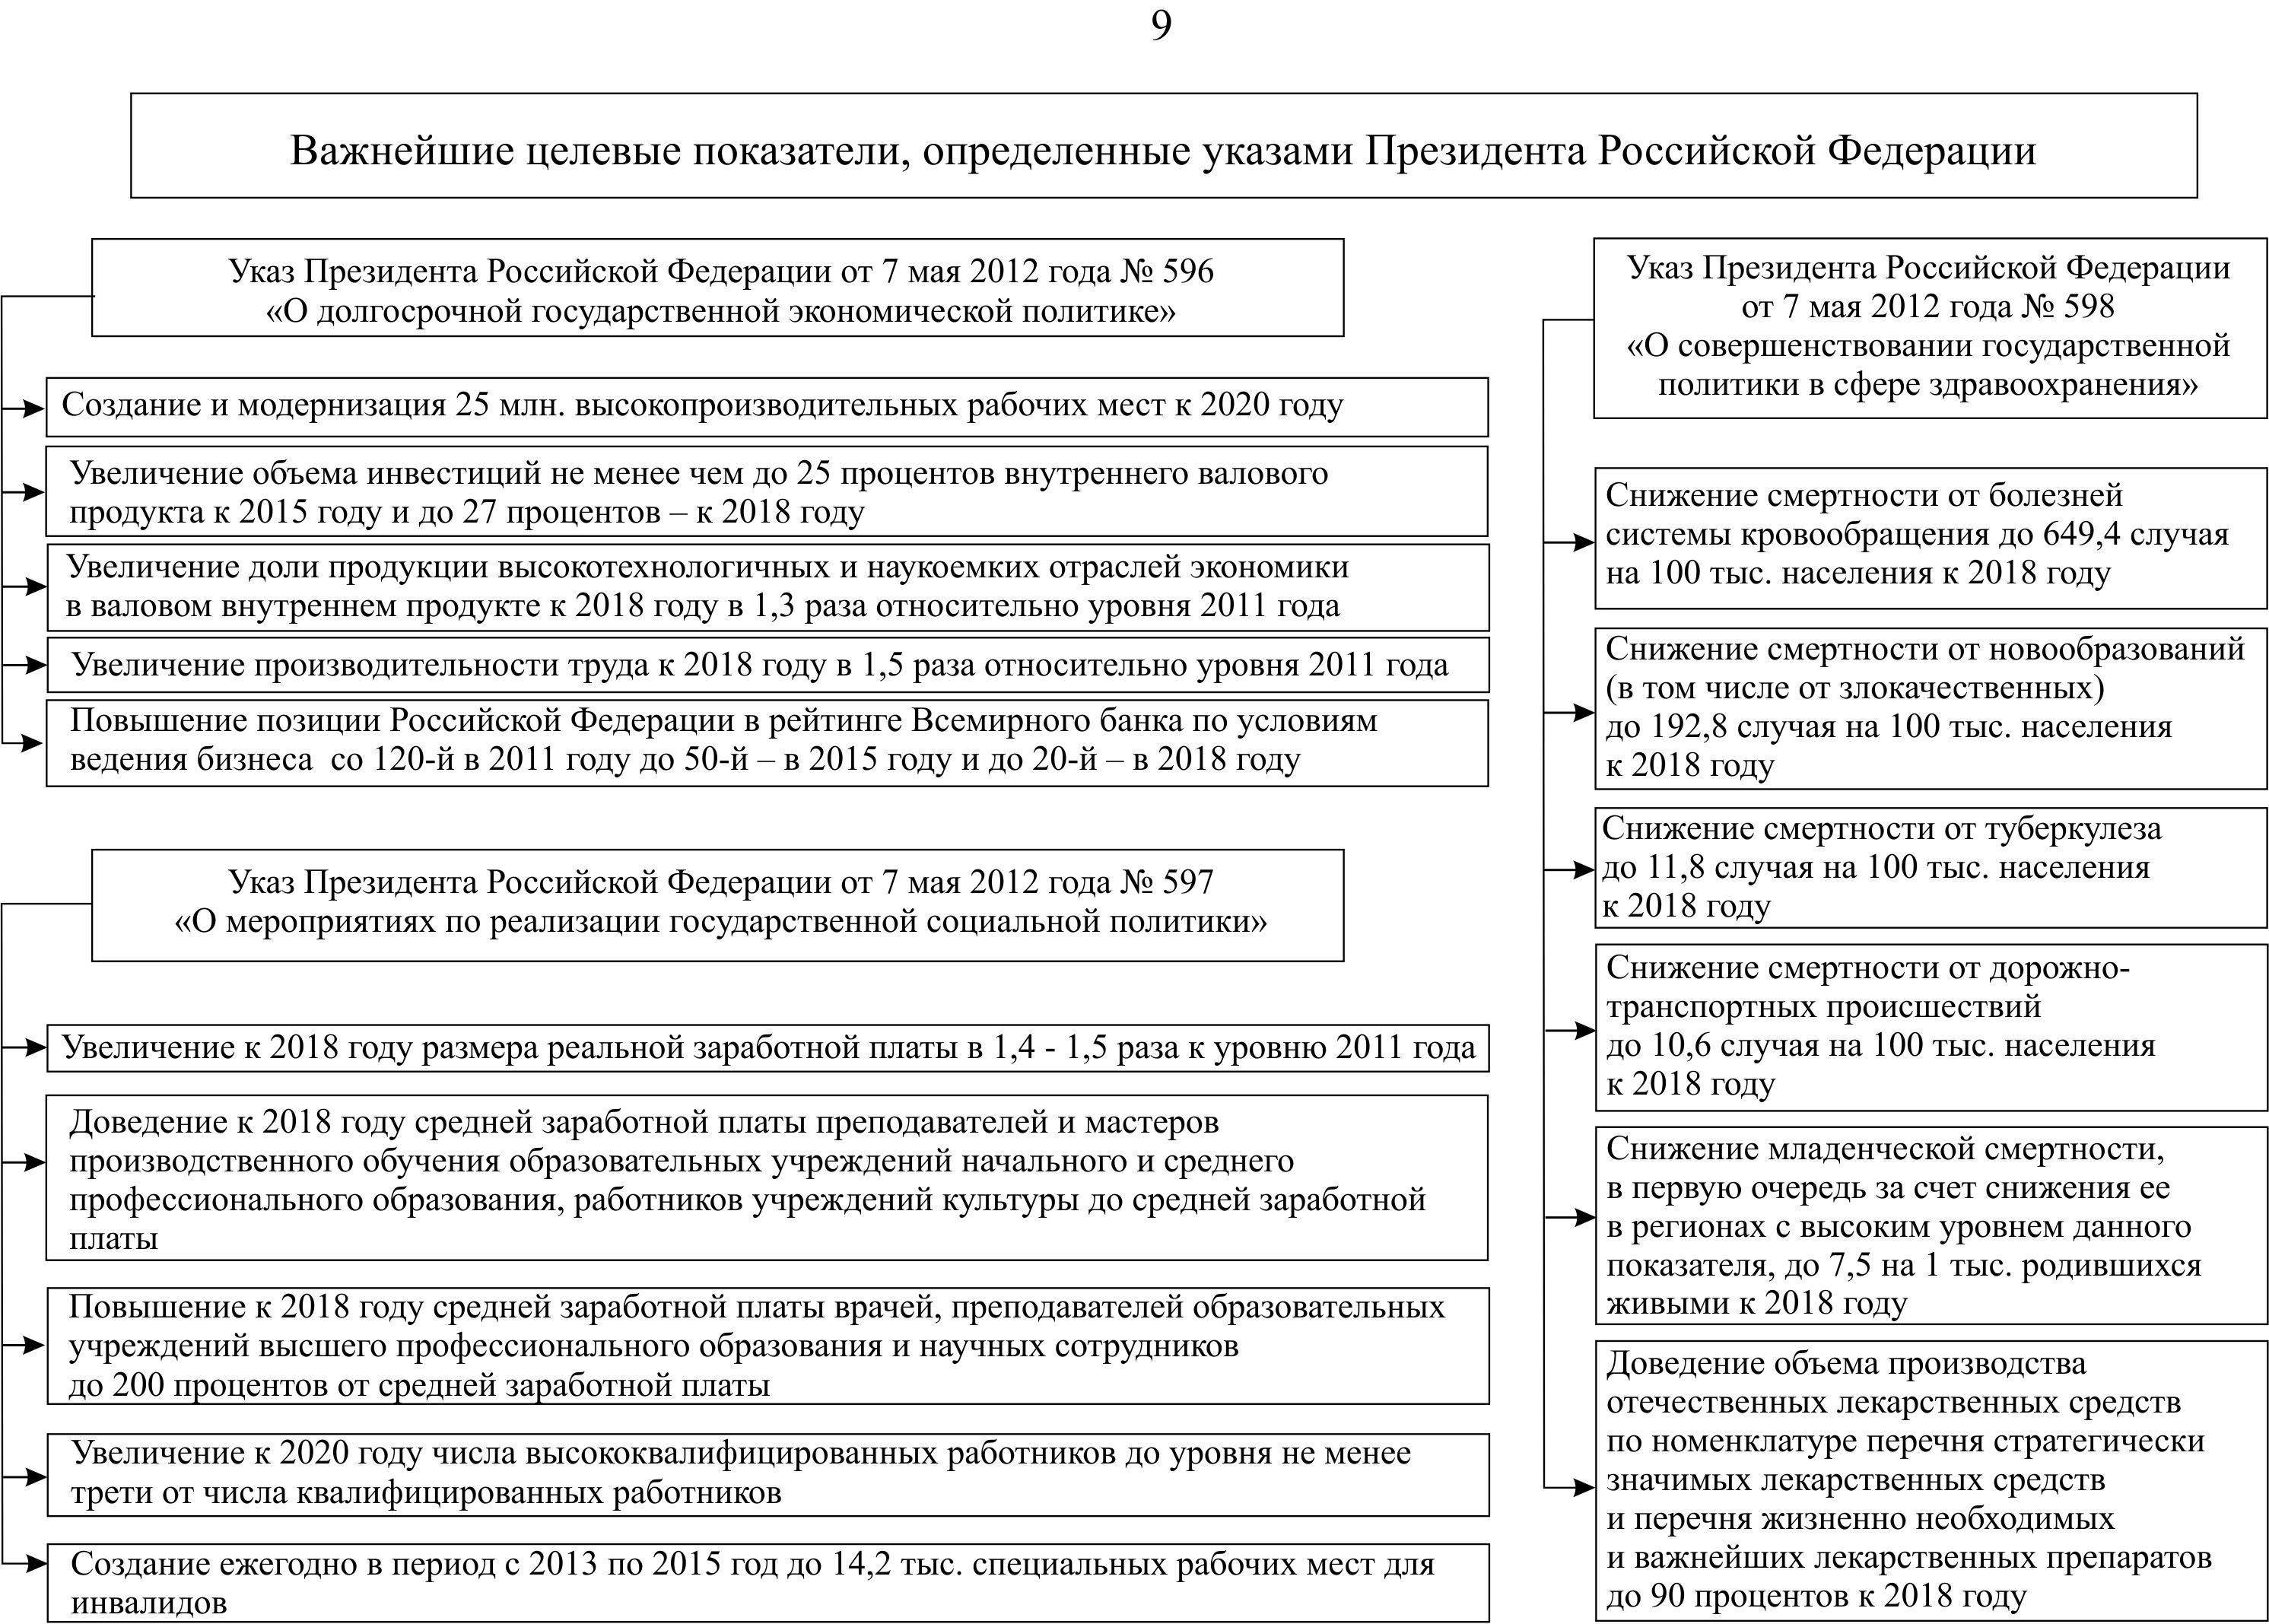 9
Важнейшие целевые показатели, определенные указами Президента Российской Федерации
Указ Президента Российской Федерации от 7 мая 2012 года № 596
«О долгосрочной государственной экономической политике»
Создание и модернизация 25 млн. высокопроизводительных рабочих мест к 2020 году
Увеличение объема инвестиций не менее чем до 25 процентов внутреннего валового
продукта к 2015 году и до 27 процентов – к 2018 году
Увеличение доли продукции высокотехнологичных и наукоемких отраслей экономики
в валовом внутреннем продукте к 2018 году в 1,3 раза относительно уровня 2011 года
Увеличение производительности труда к 2018 году в 1,5 раза относительно уровня 2011 года
Повышение позиции Российской Федерации в рейтинге Всемирного банка по условиям
ведения бизнеса  со 120-й в 2011 году до 50-й – в 2015 году и до 20-й – в 2018 году
Указ Президента Российской Федерации от 7 мая 2012 года № 597
«О мероприятиях по реализации государственной социальной политики»
Увеличение к 2018 году размера реальной заработной платы в 1,4 - 1,5 раза к уровню 2011 года
Доведение к 2018 году средней заработной платы преподавателей и мастеров
производственного обучения образовательных учреждений начального и среднего
профессионального образования, работников учреждений культуры до средней заработной
платы
Повышение к 2018 году средней заработной платы врачей, преподавателей образовательных
учреждений высшего профессионального образования и научных сотрудников
до 200 процентов от средней заработной платы
Увеличение к 2020 году числа высококвалифицированных работников до уровня не менее
трети от числа квалифицированных работников
Создание ежегодно в период с 2013 по 2015 год до 14,2 тыс. специальных рабочих мест для
инвалидов
Указ Президента Российской Федерации
от 7 мая 2012 года № 598
«О совершенствовании государственной
политики в сфере здравоохранения»
Снижение смертности от болезней
системы кровообращения до 649,4 случая
на 100 тыс. населения к 2018 году
Снижение смертности от новообразований
(в том числе от злокачественных)
до 192,8 случая на 100 тыс. населения
к 2018 году
Снижение смертности от туберкулеза
до 11,8 случая на 100 тыс. населения
к 2018 году
Снижение смертности от дорожно-
транспортных происшествий
до 10,6 случая на 100 тыс. населения
к 2018 году
Снижение младенческой смертности,
в первую очередь за счет снижения ее
в регионах с высоким уровнем данного
показателя, до 7,5 на 1 тыс. родившихся
живыми к 2018 году
Доведение объема производства
отечественных лекарственных средств
по номенклатуре перечня стратегически
значимых лекарственных средств
и перечня жизненно необходимых
и важнейших лекарственных препаратов
до 90 процентов к 2018 году